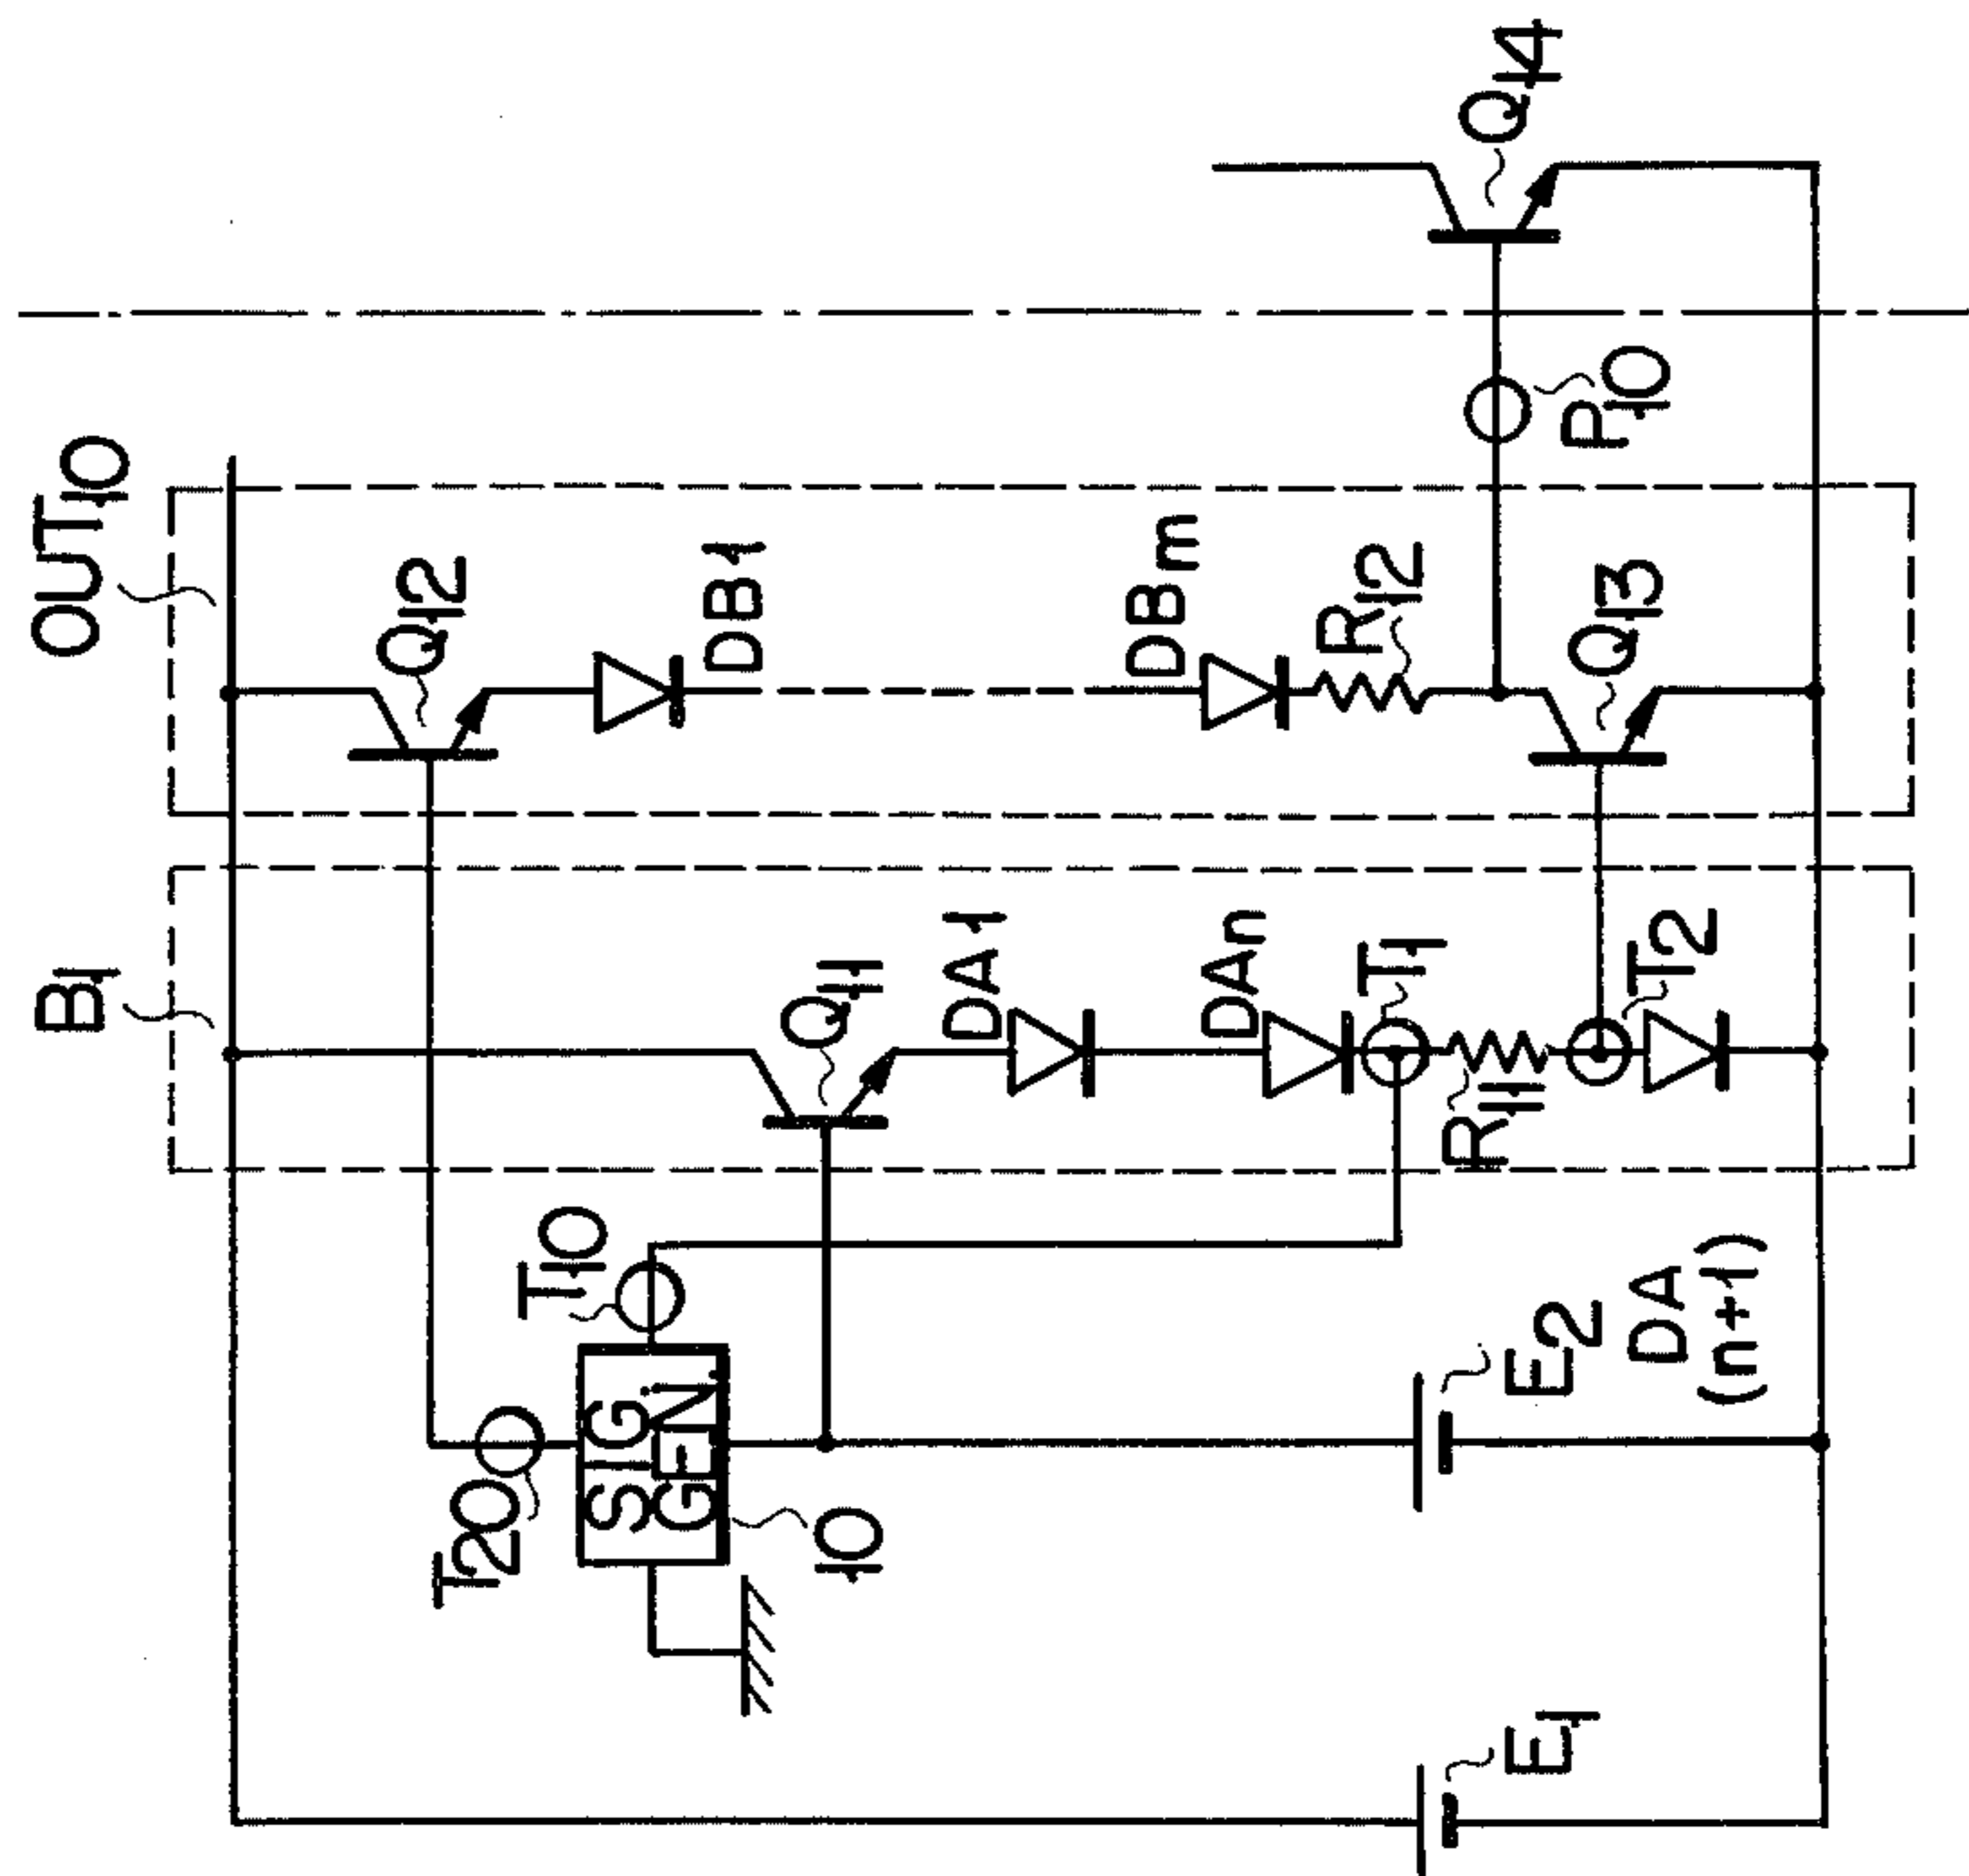 OUT10
B1
Q12
DB1
DBm
R12
Q13
P10
Q14
Q11
DA1
DAn
T1
R11
T2
T10
T20
SIG.
GEN.
10
E2
DA
(n+1)
E1